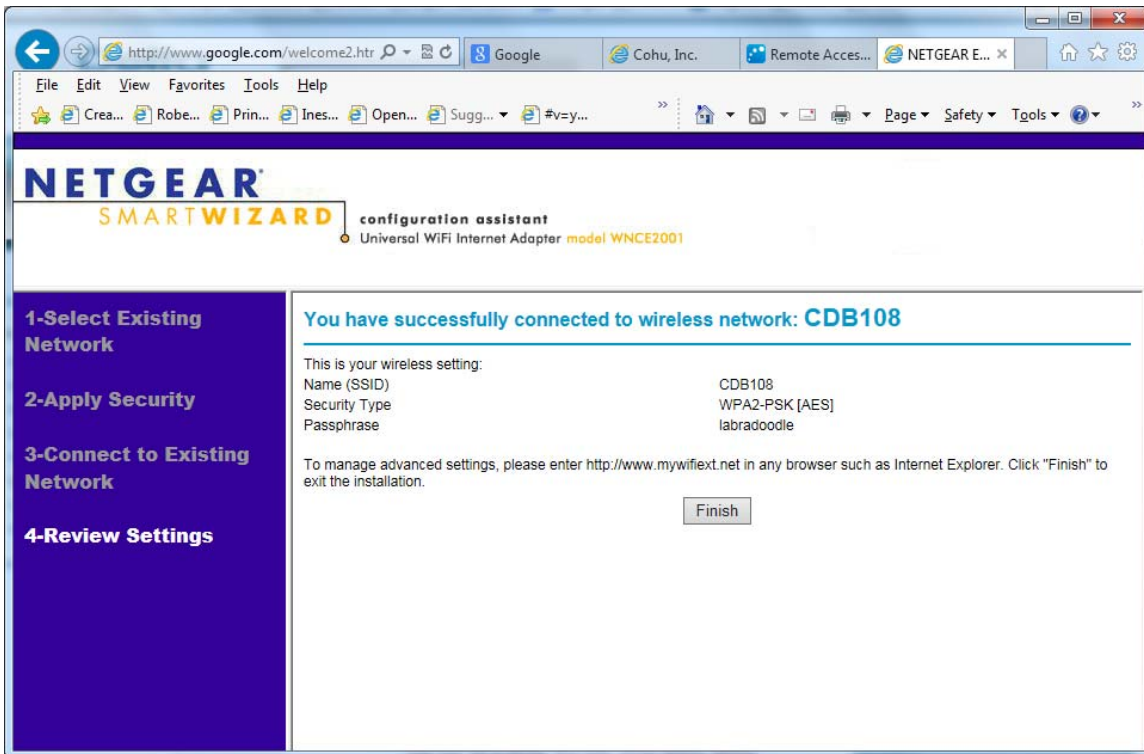 http://www.google.com/welcome2.htr
Google
Cohu, Inc.
Remote Acces...
NETGEAR E...
File Edit View Favorites Tools Help
Crea... Robe... Prin... Ines... Open... Sugg... #v=y... » Page Safety Tools »
NETGEAR®
SMARTWIZARD
configuration assistant
Universal WiFi Internet Adapter model WNCE2001
1-Select Existing
Network
2-Apply Security
3-Connect to Existing
Network
4-Review Settings
You have successfully connected to wireless network: CDB108
This is your wireless setting:
Name (SSID) CDB108
Security Type WPA2-PSK [AES]
Passphrase labradoodle
To manage advanced settings, please enter http://www.mywifiext.net in any browser such as Internet Explorer. Click "Finish" to
exit the installation.
Finish